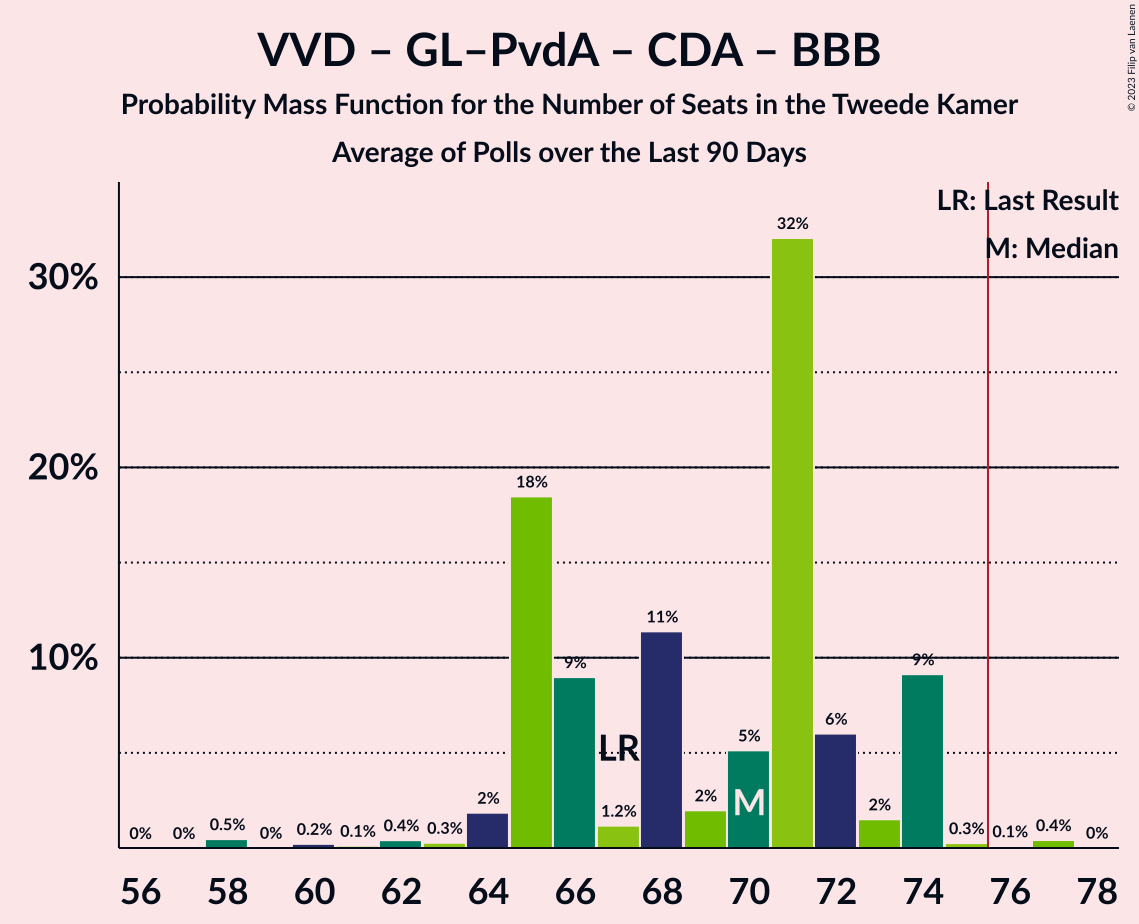 VVD – GL–PvdA – CDA – BBB
Probability Mass Function for the Number of Seats in the Tweede Kamer
Average of Polls over the Last 90 Days
© 2023 Filip van Laenen
LR: Last Result
M: Median
30%
20%
10%
0%
0%
0.5%
0%
0.2%
0.1%
0.4%
0.3%
2%
18%
9%
1.2%
11%
2%
5%
32%
6%
2%
9%
0.3%
0.1%
0.4%
0%
LR
M
56 58 60 62 64 66 68 70 72 74 76 78